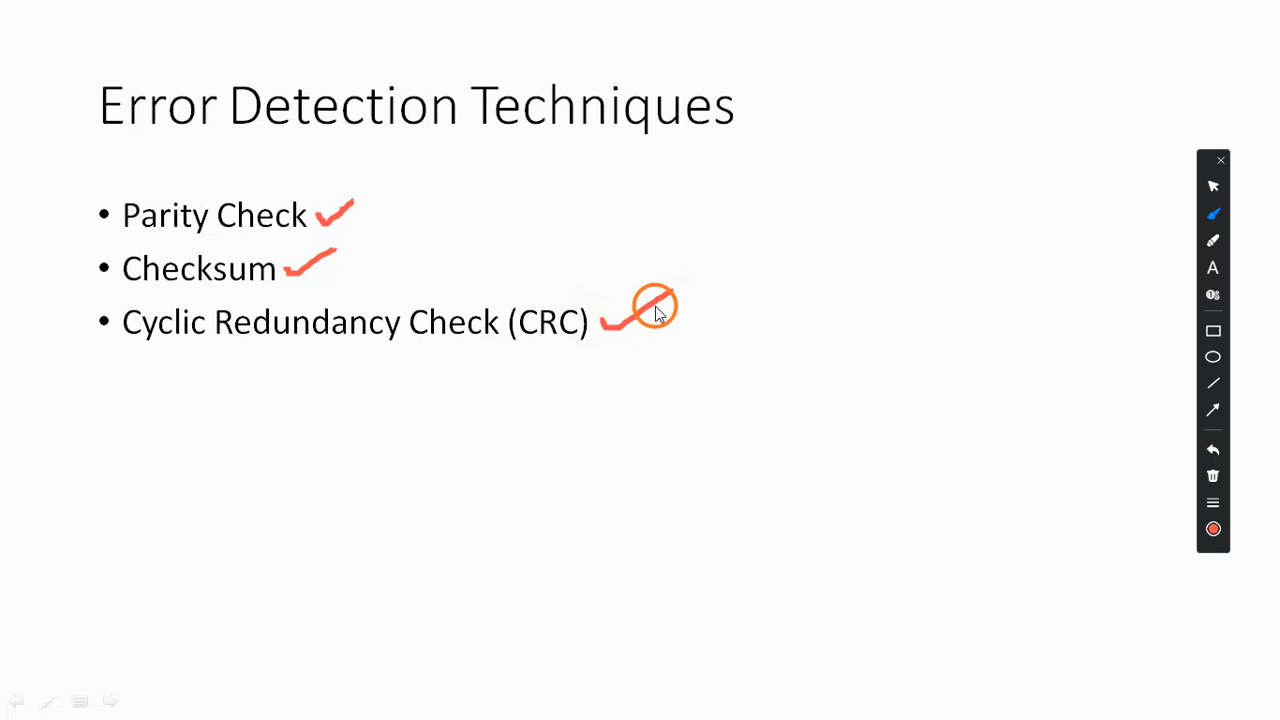 Error Detection Techniques
• Parity Check
• Checksum
• Cyclic Redundancy Check (CRC)
A